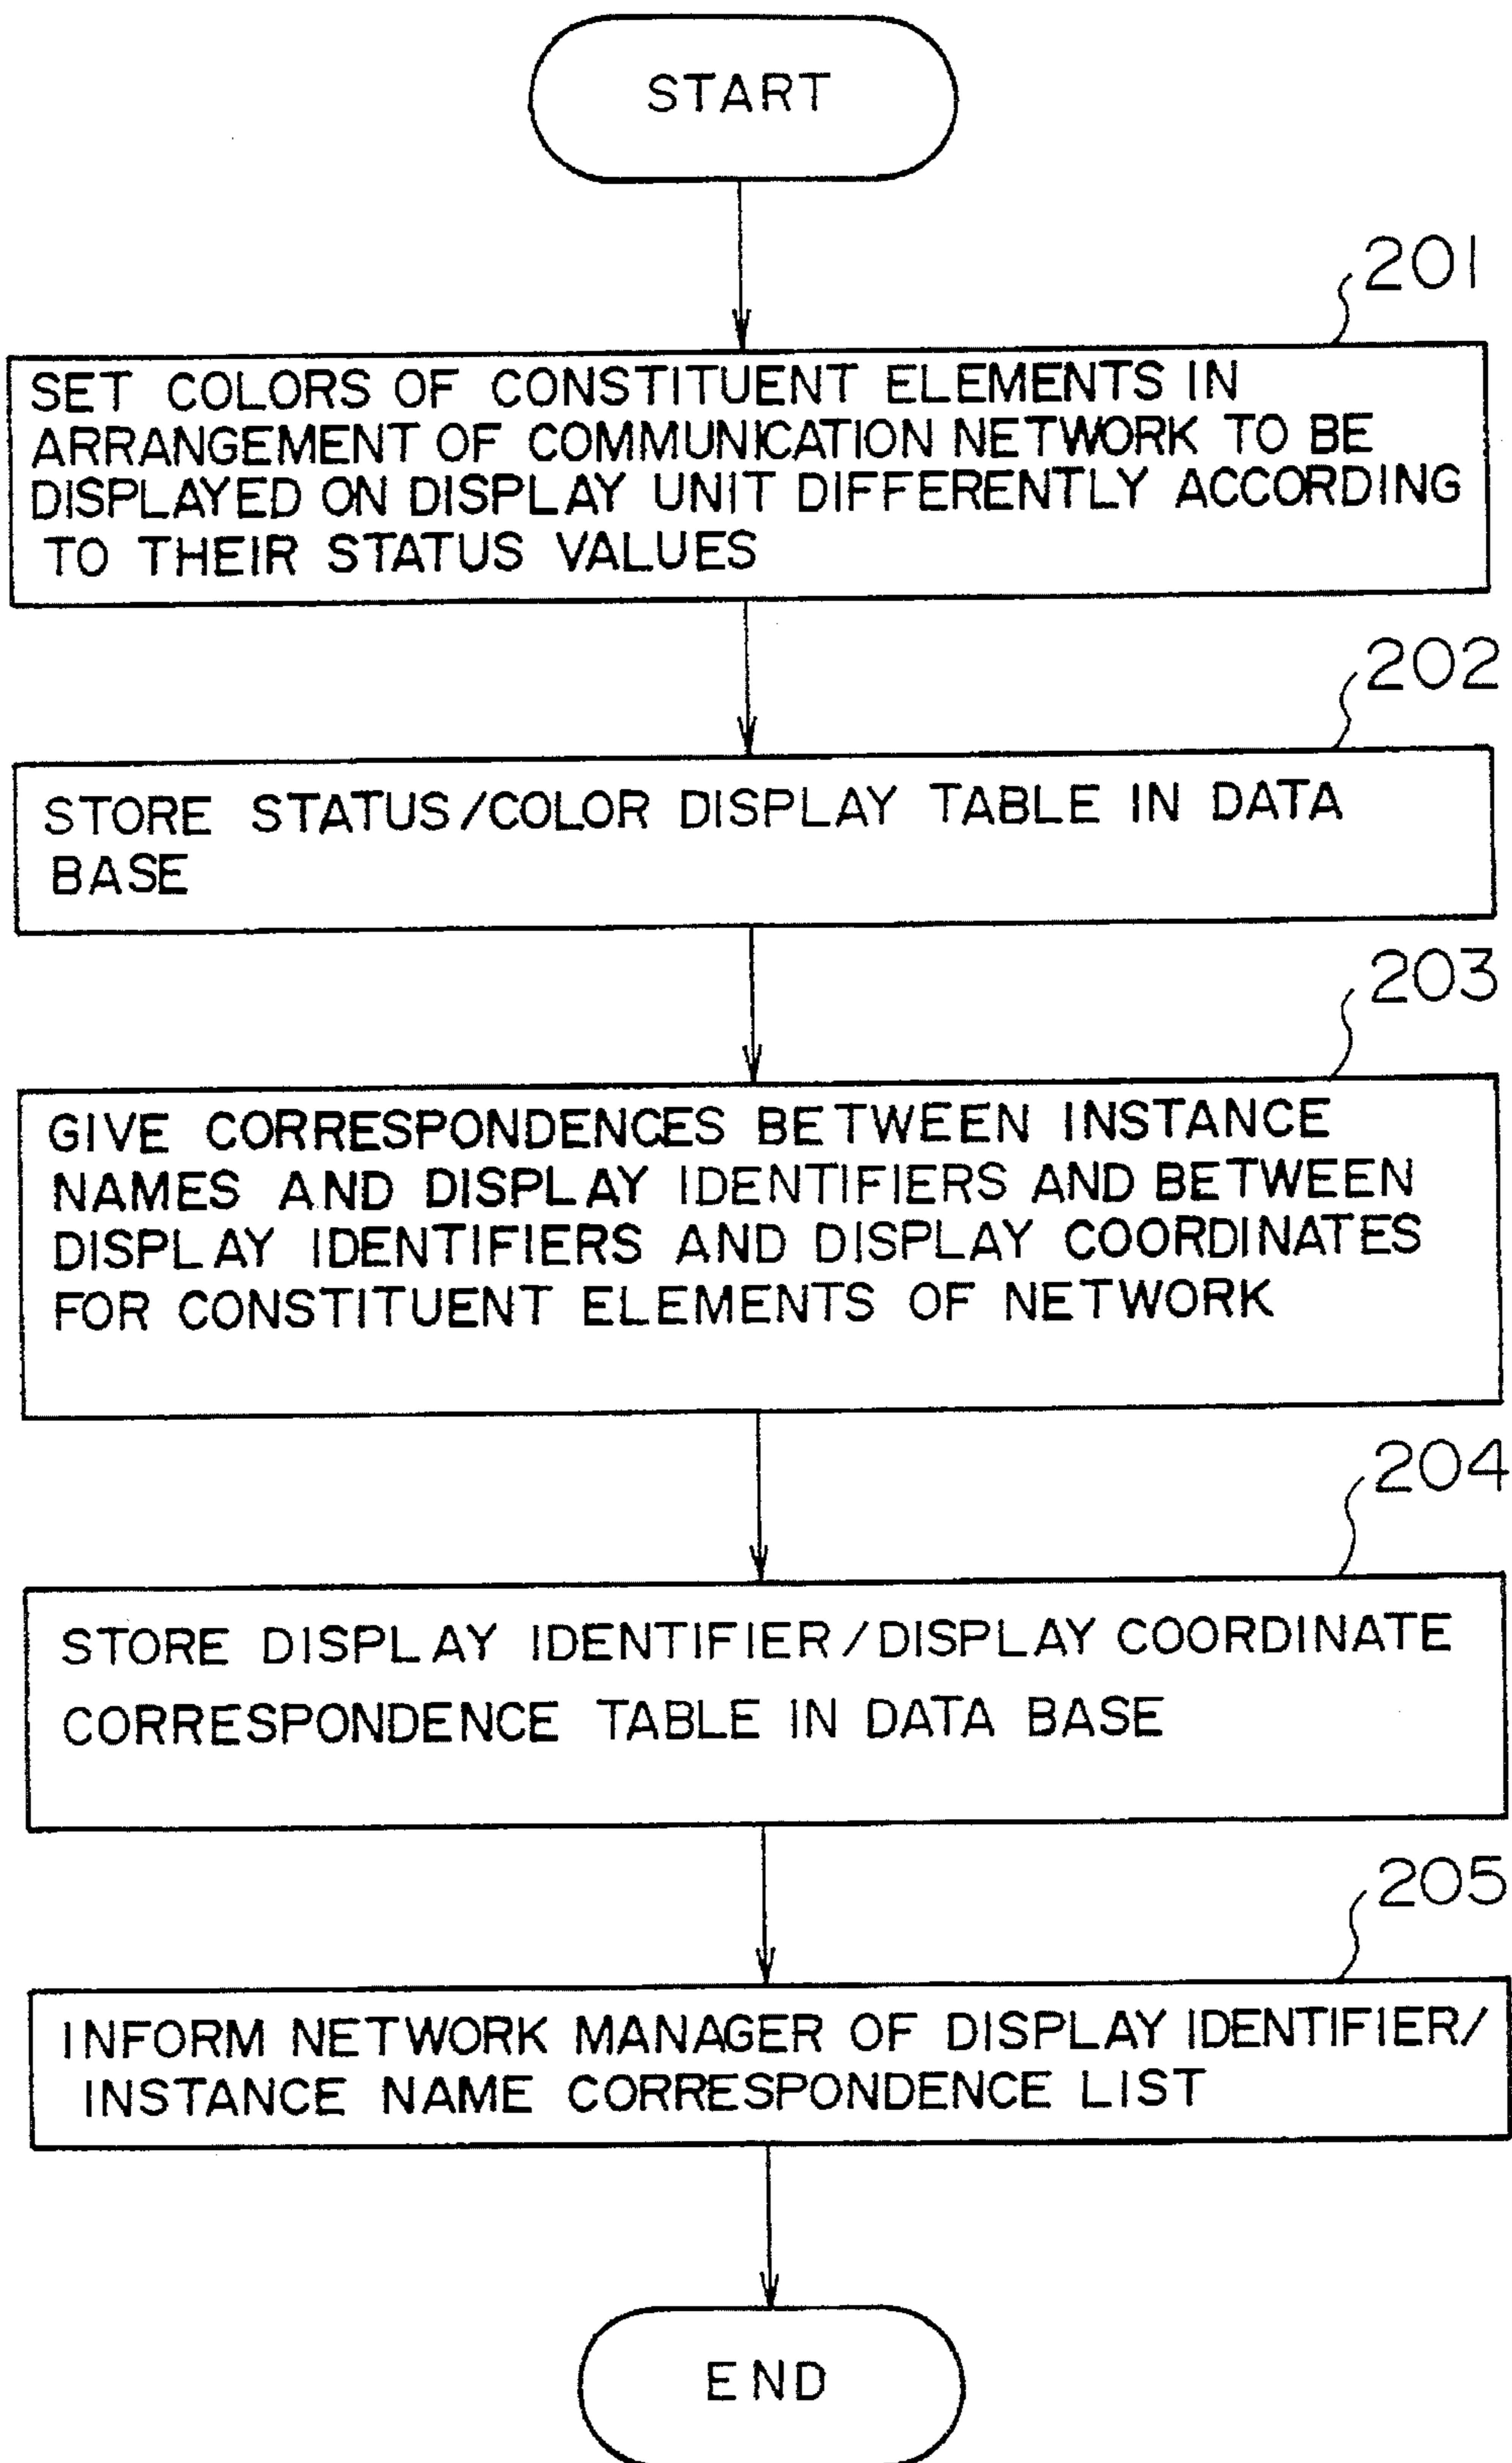 START
201
SET COLORS OF CONSTITUENT ELEMENTS IN
ARRANGEMENT OF COMMUNICATION NETWORK TO BE
DISPLAYED ON DISPLAY UNIT DIFFERENTLY ACCORDING
TO THEIR STATUS VALUES
202
STORE STATUS/COLOR DISPLAY TABLE IN DATA
BASE
203
GIVE CORRESPONDENCES BETWEEN INSTANCE
NAMES AND DISPLAY IDENTIFIERS AND BETWEEN
DISPLAY IDENTIFIERS AND DISPLAY COORDINATES
FOR CONSTITUENT ELEMENTS OF NETWORK
204
STORE DISPLAY IDENTIFIER/DISPLAY COORDINATE
CORRESPONDENCE TABLE IN DATA BASE
205
INFORM NETWORK MANAGER OF DISPLAY IDENTIFIER/
INSTANCE NAME CORRESPONDENCE LIST
END